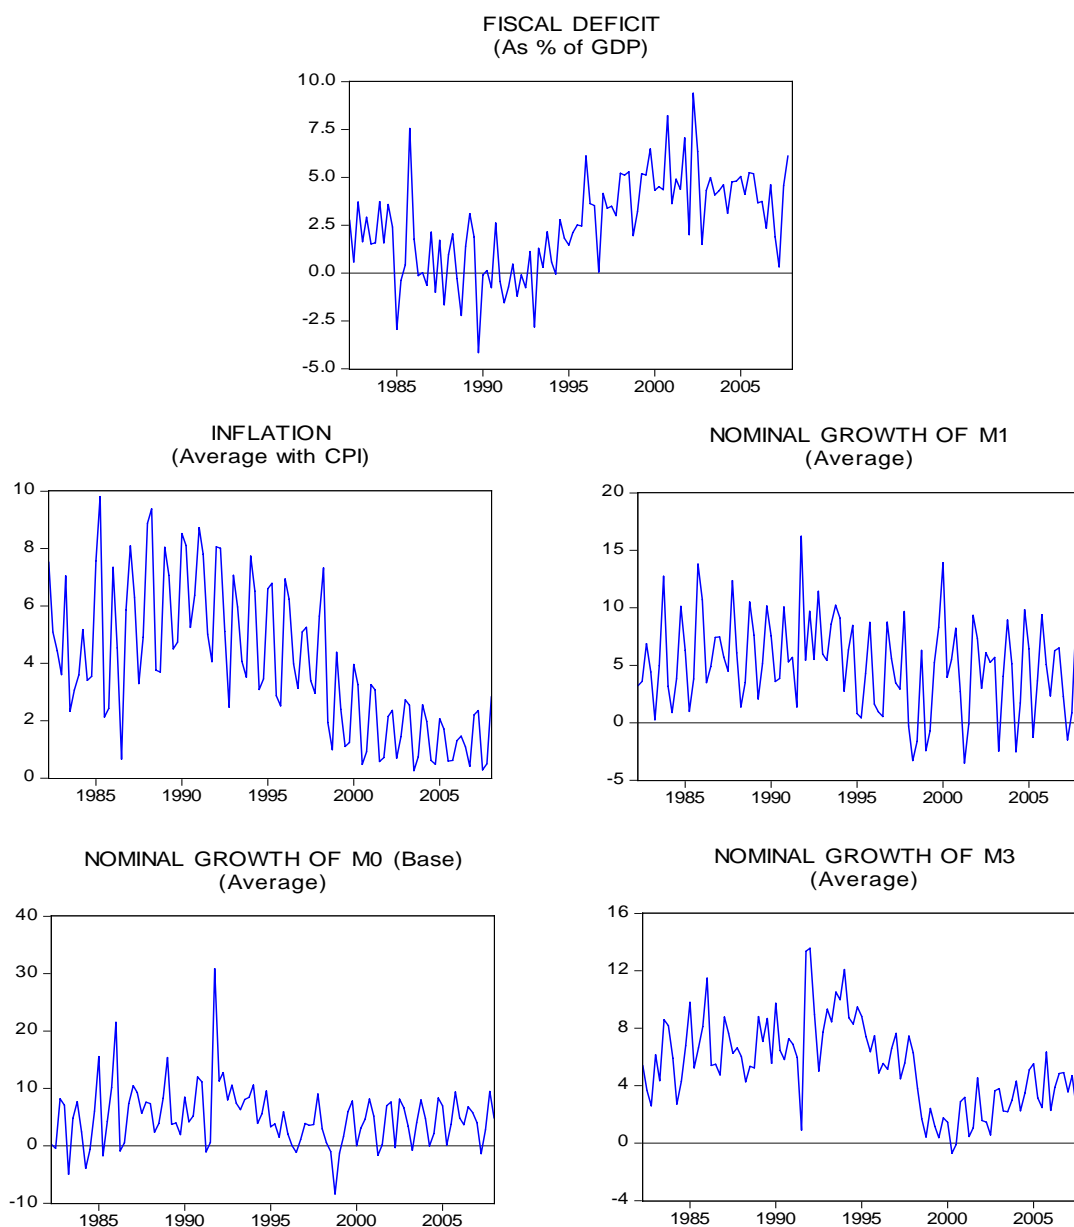 FISCAL DEFICIT
(As % of GDP)
10.0
7.5
5.0
2.5
0.0
-2.5
-5.0
1985 1990 1995 2000 2005
INFLATION
(Average with CPI)
10
8
6
4
2
0
1985 1990 1995 2000 2005
NOMINAL GROWTH OF M1
(Average)
20
15
10
5
0
-5
1985 1990 1995 2000 2005
NOMINAL GROWTH OF M0 (Base)
(Average)
40
30
20
10
0
-10
1985 1990 1995 2000 2005
NOMINAL GROWTH OF M3
(Average)
16
12
8
4
0
-4
1985 1990 1995 2000 2005